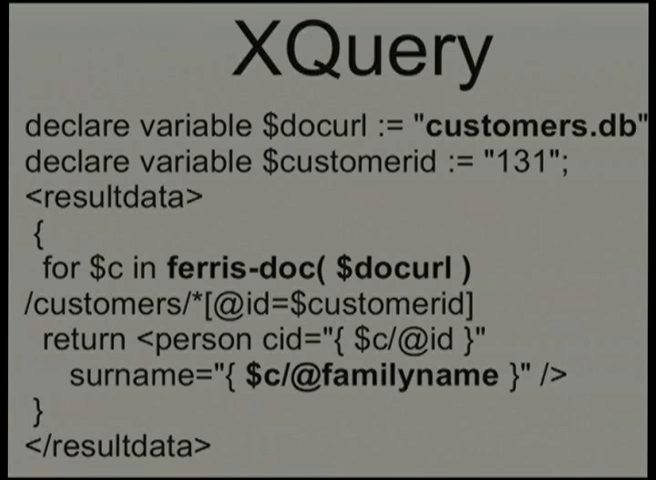 XQuery
declare variable $docurl := "customers.db"
declare variable $customerid := "131";
<resultdata>
{
for $c in ferris-doc( $docurl )
/customers/*[@id=$customerid]
return <person cid="{ $c/@id }"
surname="{ $c/@familyname }" />
}
</resultdata>